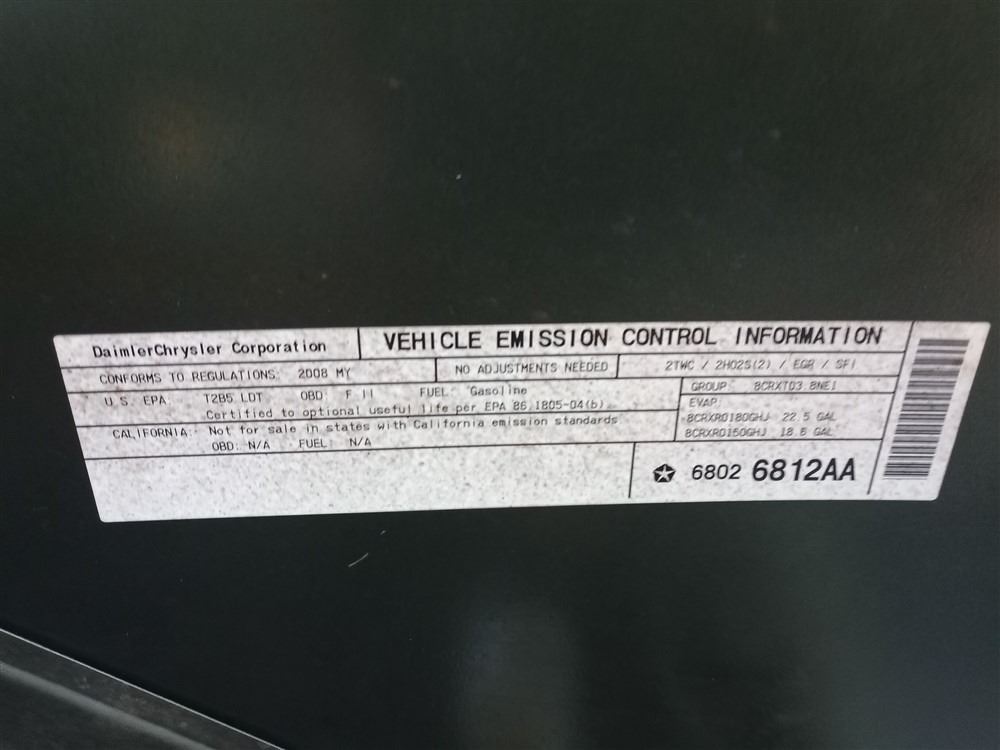 DaimlerChrysler Corporation
VEHICLE EMISSION CONTROL INFORMATION
CONFORMS TO REGULATIONS: 2008 MY
NO ADJUSTMENTS NEEDED
2TWC / 2HO2S(2) / EGR / SFI
U.S. EPA: T2B5 LDT OBD: F II FUEL: Gasoline
Certified to optional useful life per EPA 86.1805-04(b)
CALIFORNIA: Not for sale in states with California emission standards
OBD: N/A FUEL: N/A
GROUP: 8CRXT03.8NE1
EVAP:
8CRXR0180GHJ 22.5 GAL
8CRXR0150GHJ 18.5 GAL
6802 6812AA